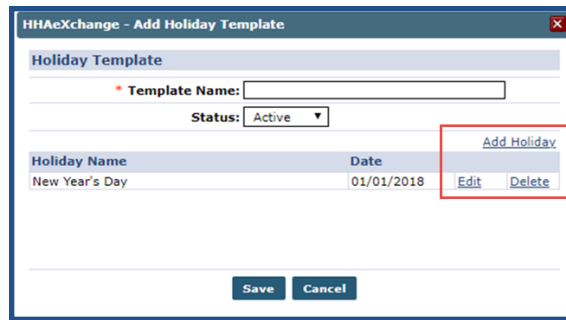 HHAeXchange - Add Holiday Template X
Holiday Template
* Template Name:
Status: Active ▼
Add Holiday
Holiday Name Date
New Year's Day 01/01/2018 Edit Delete
Save Cancel